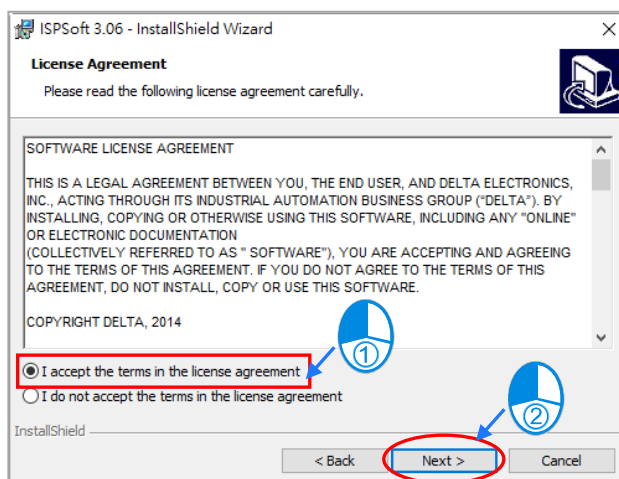 ISPSoft 3.06 - InstallShield Wizard
License Agreement
Please read the following license agreement carefully.
SOFTWARE LICENSE AGREEMENT
THIS IS A LEGAL AGREEMENT BETWEEN YOU, THE END USER, AND DELTA ELECTRONICS,
INC., ACTING THROUGH ITS INDUSTRIAL AUTOMATION BUSINESS GROUP ("DELTA"). BY
INSTALLING, COPYING OR OTHERWISE USING THIS SOFTWARE, INCLUDING ANY "ONLINE"
OR ELECTRONIC DOCUMENTATION
(COLLECTIVELY REFERRED TO AS " SOFTWARE"), YOU ARE ACCEPTING AND AGREEING
TO THE TERMS OF THIS AGREEMENT. IF YOU DO NOT AGREE TO THE TERMS OF THIS
AGREEMENT, DO NOT INSTALL, COPY OR USE THIS SOFTWARE.
COPYRIGHT DELTA, 2014
①
I accept the terms in the license agreement
I do not accept the terms in the license agreement
②
InstallShield
< Back
Next >
Cancel